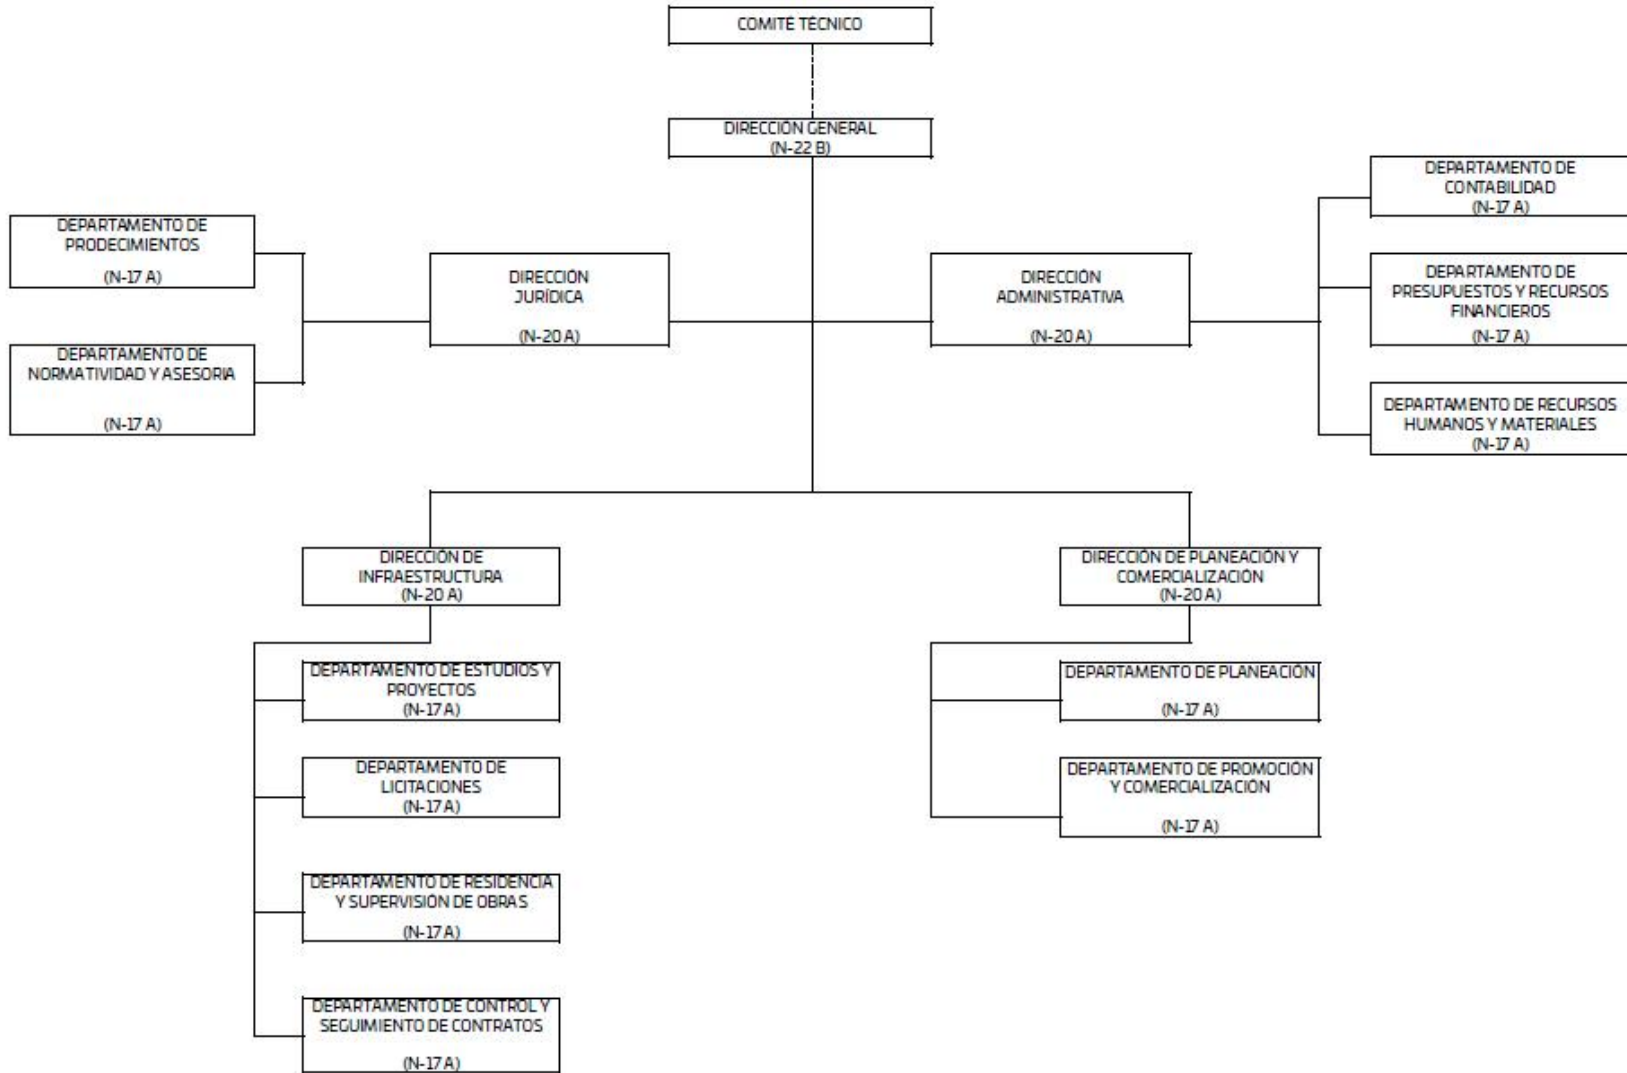 COMITÉ TÉCNICO
DIRECCIÓN GENERAL
(N-22 B)
DEPARTAMENTO DE
CONTABILIDAD
(N-17 A)
DEPARTAMENTO DE
PRODECIMIENTOS
(N-17 A)
DIRECCIÓN
JURÍDICA
(N-20 A)
DIRECCIÓN
ADMINISTRATIVA
(N-20 A)
DEPARTAMENTO DE
PRESUPUESTOS Y RECURSOS
FINANCIEROS
(N-17 A)
DEPARTAMENTO DE
NORMATIVIDAD Y ASESORIA
(N-17 A)
DEPARTAMENTO DE RECURSOS
HUMANOS Y MATERIALES
(N-17 A)
DIRECCIÓN DE
INFRAESTRUCTURA
(N-20 A)
DIRECCIÓN DE PLANEACIÓN Y
COMERCIALIZACIÓN
(N-20 A)
DEPARTAMENTO DE ESTUDIOS Y
PROYECTOS
(N-17 A)
DEPARTAMENTO DE PLANEACIÓN
(N-17 A)
DEPARTAMENTO DE
LICITACIONES
(N-17 A)
DEPARTAMENTO DE PROMOCIÓN
Y COMERCIALIZACIÓN
(N-17 A)
DEPARTAMENTO DE RESIDENCIA
Y SUPERVISIÓN DE OBRAS
(N-17 A)
DEPARTAMENTO DE CONTROL Y
SEGUIMIENTO DE CONTRATOS
(N-17 A)